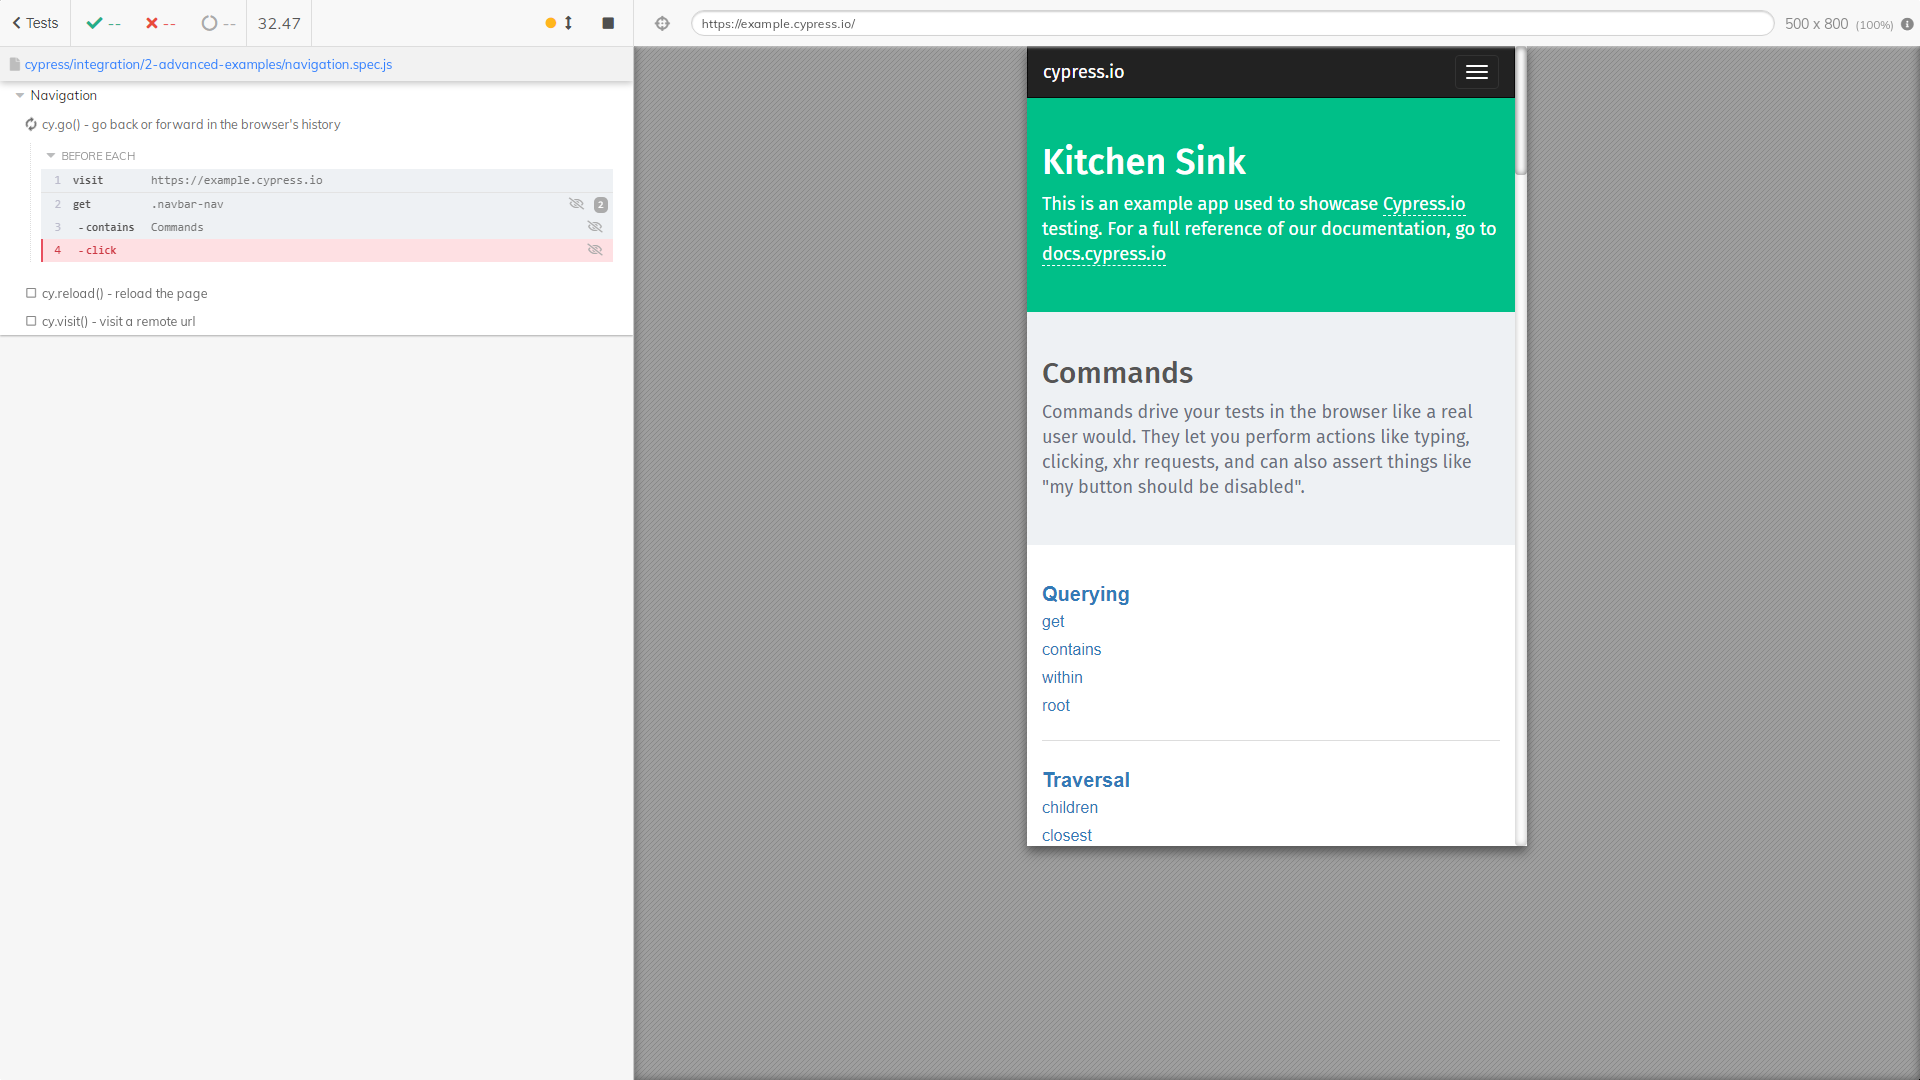 Tests
--
--
--
32.47
https://example.cypress.io/
500 x 800 (100%)
cypress/integration/2-advanced-examples/navigation.spec.js
Navigation
cy.go() - go back or forward in the browser's history
BEFORE EACH
1 visit https://example.cypress.io
2 get .navbar-nav 2
3 - contains Commands
4 - click
cy.reload() - reload the page
cy.visit() - visit a remote url
cypress.io
Kitchen Sink
This is an example app used to showcase Cypress.io
testing. For a full reference of our documentation, go to
docs.cypress.io
Commands
Commands drive your tests in the browser like a real
user would. They let you perform actions like typing,
clicking, xhr requests, and can also assert things like
"my button should be disabled".
Querying
get
contains
within
root
Traversal
children
closest